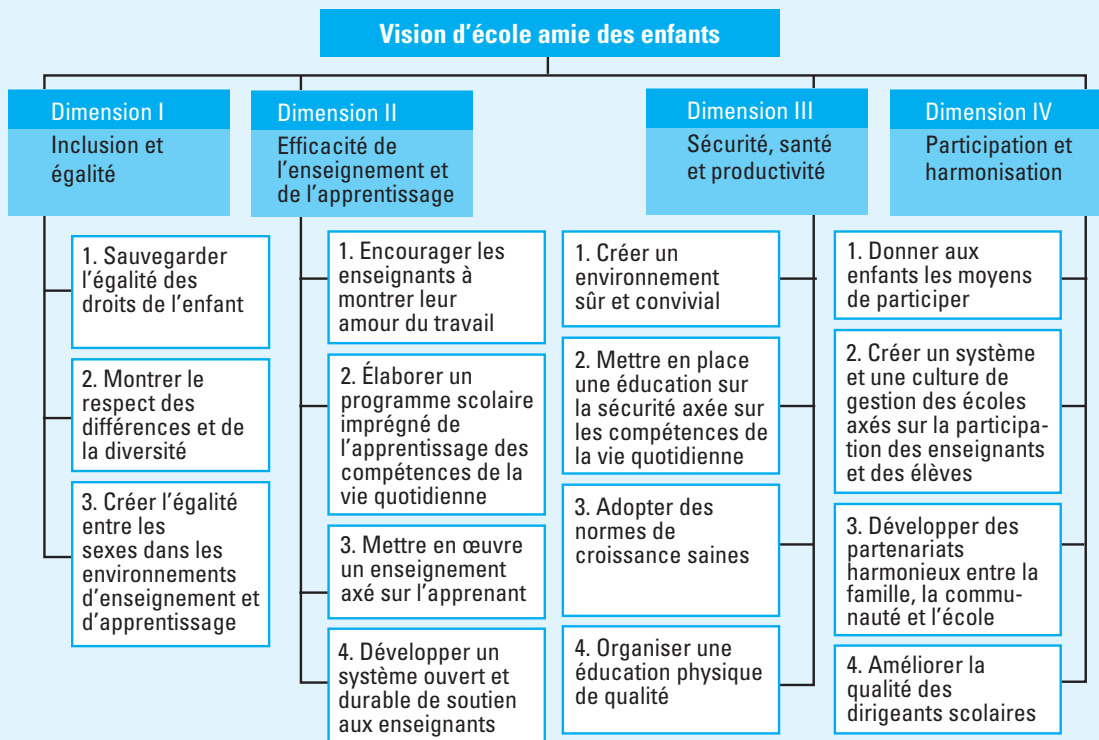 Vision d'école amie des enfants
Dimension I
Inclusion et
égalité
1. Sauvegarder
l'égalité des
droits de l'enfant
2. Montrer le
respect des
différences et de
la diversité
3. Créer l'égalité
entre les
sexes dans les
environnements
d'enseignement et
d'apprentissage
Dimension II
Efficacité de
l'enseignement et
de l'apprentissage
1. Encourager les
enseignants à
montrer leur
amour du travail
2. Élaborer un
programme scolaire
imprégné de
l'apprentissage des
compétences de la
vie quotidienne
3. Mettre en œuvre
un enseignement
axé sur l'apprenant
4. Développer un
système ouvert et
durable de soutien
aux enseignants
Dimension III
Sécurité, santé
et productivité
1. Créer un
environnement
sûr et convivial
2. Mettre en place
une éducation sur
la sécurité axée sur
les compétences de
la vie quotidienne
3. Adopter des
normes de
croissance saines
4. Organiser une
éducation physique
de qualité
Dimension IV
Participation et
harmonisation
1. Donner aux
enfants les moyens
de participer
2. Créer un système
et une culture de
gestion des écoles
axés sur la participa-
tion des enseignants
et des élèves
3. Développer des
partenariats
harmonieux entre la
famille, la commu-
nauté et l'école
4. Améliorer la
qualité des
dirigeants scolaires